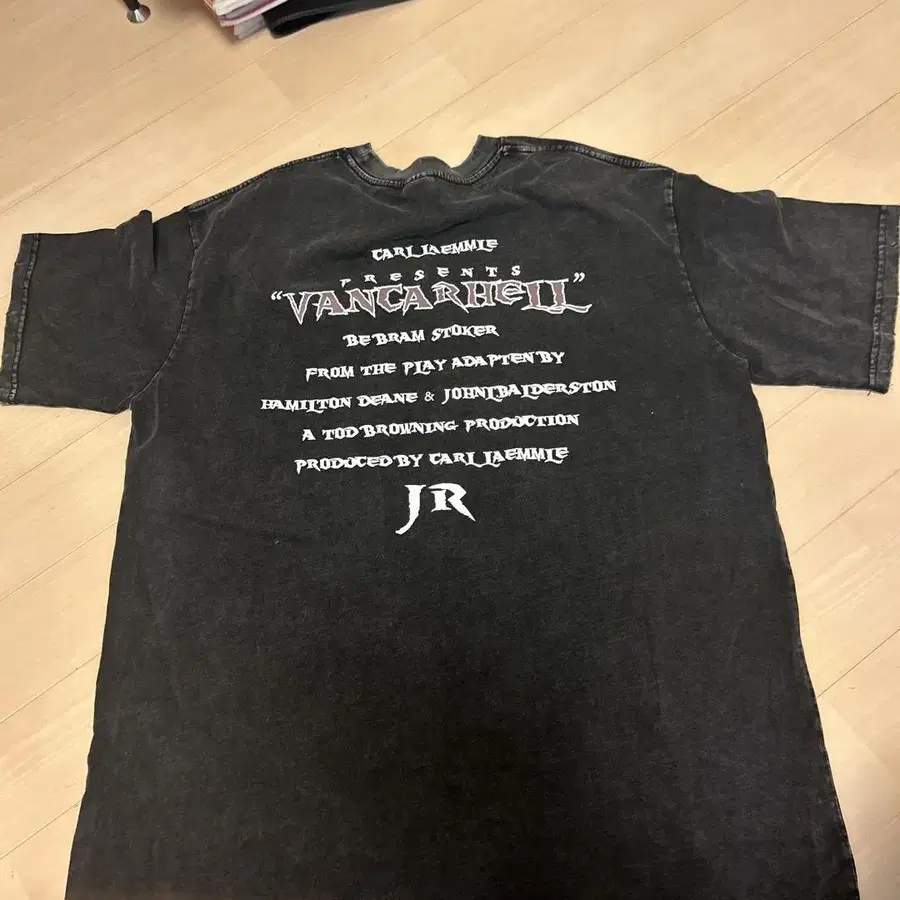 CARL LAEMMLE
PRESENTS
“VANCARHELL”
BE BRAM STOKER
FROM THE PLAY ADAPTEN BY
HAMILTON DEANE & JOHN L BALDERSTON
A TOD BROWNING PRODUCTION
PRODOCED BY CARL LAEMMLE
JR